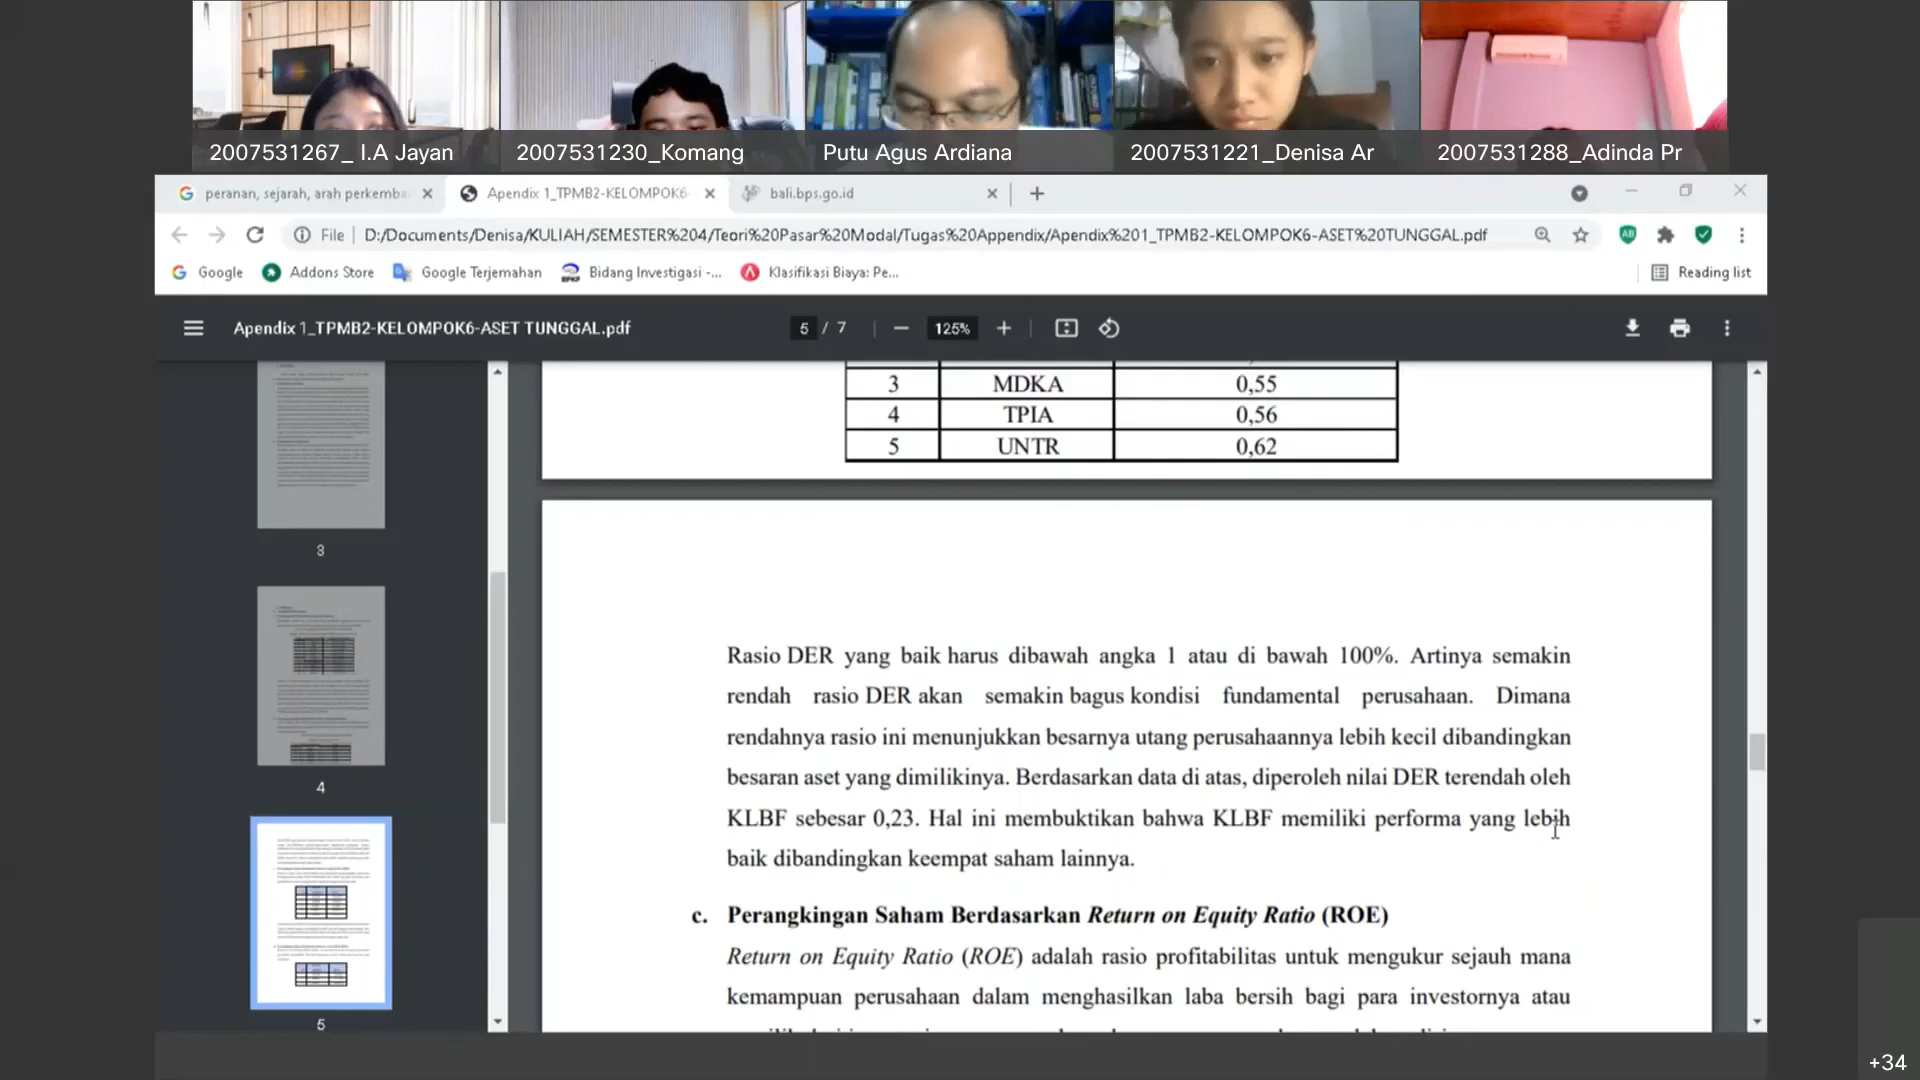 2007531267_ I.A Jayan
2007531230_Komang
Putu Agus Ardiana
2007531221_Denisa Ar
2007531288_Adinda Pr
peranan, sejarah, arah perkemba
Apendix 1_TPMB2-KELOMPOK6-
bali.bps.go.id
File
D:/Documents/Denisa/KULIAH/SEMESTER%204/Teori%20Pasar%20Modal/Tugas%20Appendix/Apendix%201_TPMB2-KELOMPOK6-ASET%20TUNGGAL.pdf
Google
Addons Store
Google Terjemahan
Bidang Investigasi -...
Klasifikasi Biaya: Pe...
Reading list
Apendix 1_TPMB2-KELOMPOK6-ASET TUNGGAL.pdf
5 / 7
125%
3 MDKA 0,55
4 TPIA 0,56
5 UNTR 0,62
3
4
5
Rasio DER yang baik harus dibawah angka 1 atau di bawah 100%. Artinya semakin
rendah rasio DER akan semakin bagus kondisi fundamental perusahaan. Dimana
rendahnya rasio ini menunjukkan besarnya utang perusahaannya lebih kecil dibandingkan
besaran aset yang dimilikinya. Berdasarkan data di atas, diperoleh nilai DER terendah oleh
KLBF sebesar 0,23. Hal ini membuktikan bahwa KLBF memiliki performa yang lebih
baik dibandingkan keempat saham lainnya.
c. Perangkingan Saham Berdasarkan Return on Equity Ratio (ROE)
Return on Equity Ratio (ROE) adalah rasio profitabilitas untuk mengukur sejauh mana
kemampuan perusahaan dalam menghasilkan laba bersih bagi para investornya atau
+34